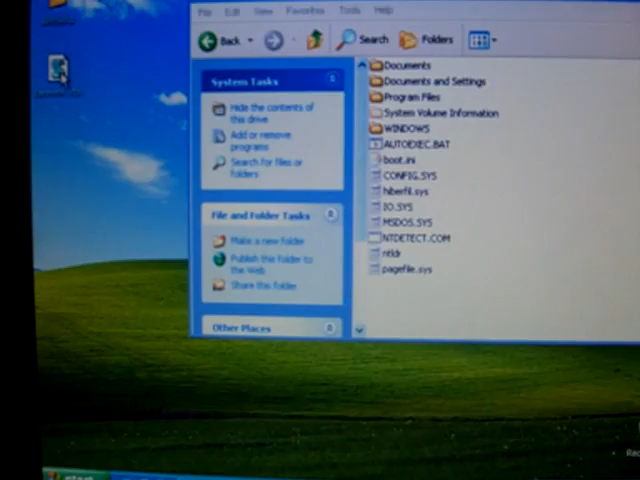 File Edit View Favorites Tools Help
Back Search Folders
System Tasks
Hide the contents of
this drive
Add or remove
programs
Search for files or
folders
File and Folder Tasks
Make a new folder
Publish this folder to
the Web
Share this folder
Other Places
Documents
Documents and Settings
Program Files
System Volume Information
WINDOWS
AUTOEXEC.BAT
boot.ini
CONFIG.SYS
hiberfil.sys
IO.SYS
MSDOS.SYS
NTDETECT.COM
ntldr
pagefile.sys
start